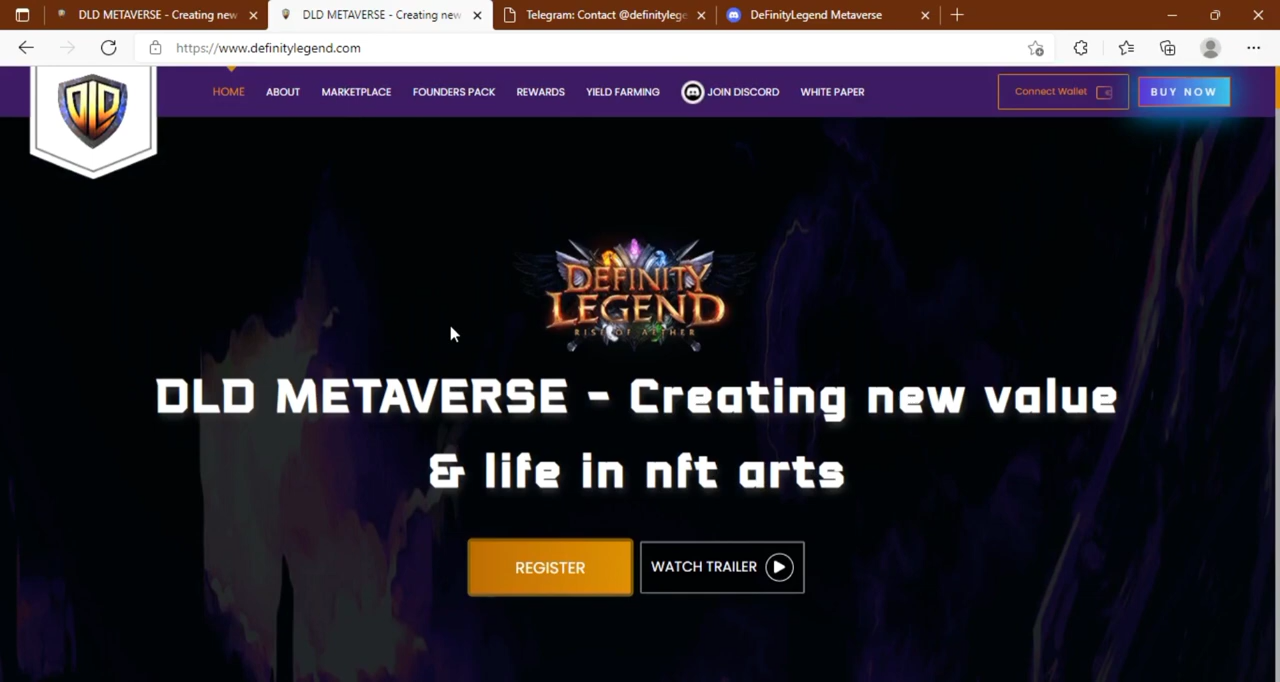 DLD METAVERSE - Creating new
DLD METAVERSE - Creating new
Telegram: Contact @definitylege
DeFinityLegend Metaverse
https://www.definitylegend.com
DLD
HOME
ABOUT
MARKETPLACE
FOUNDERS PACK
REWARDS
YIELD FARMING
JOIN DISCORD
WHITE PAPER
Connect Wallet
BUY NOW
DEFINITY
LEGEND
RISE OF AETHER
DLD METAVERSE - Creating new value
& life in nft arts
REGISTER
WATCH TRAILER